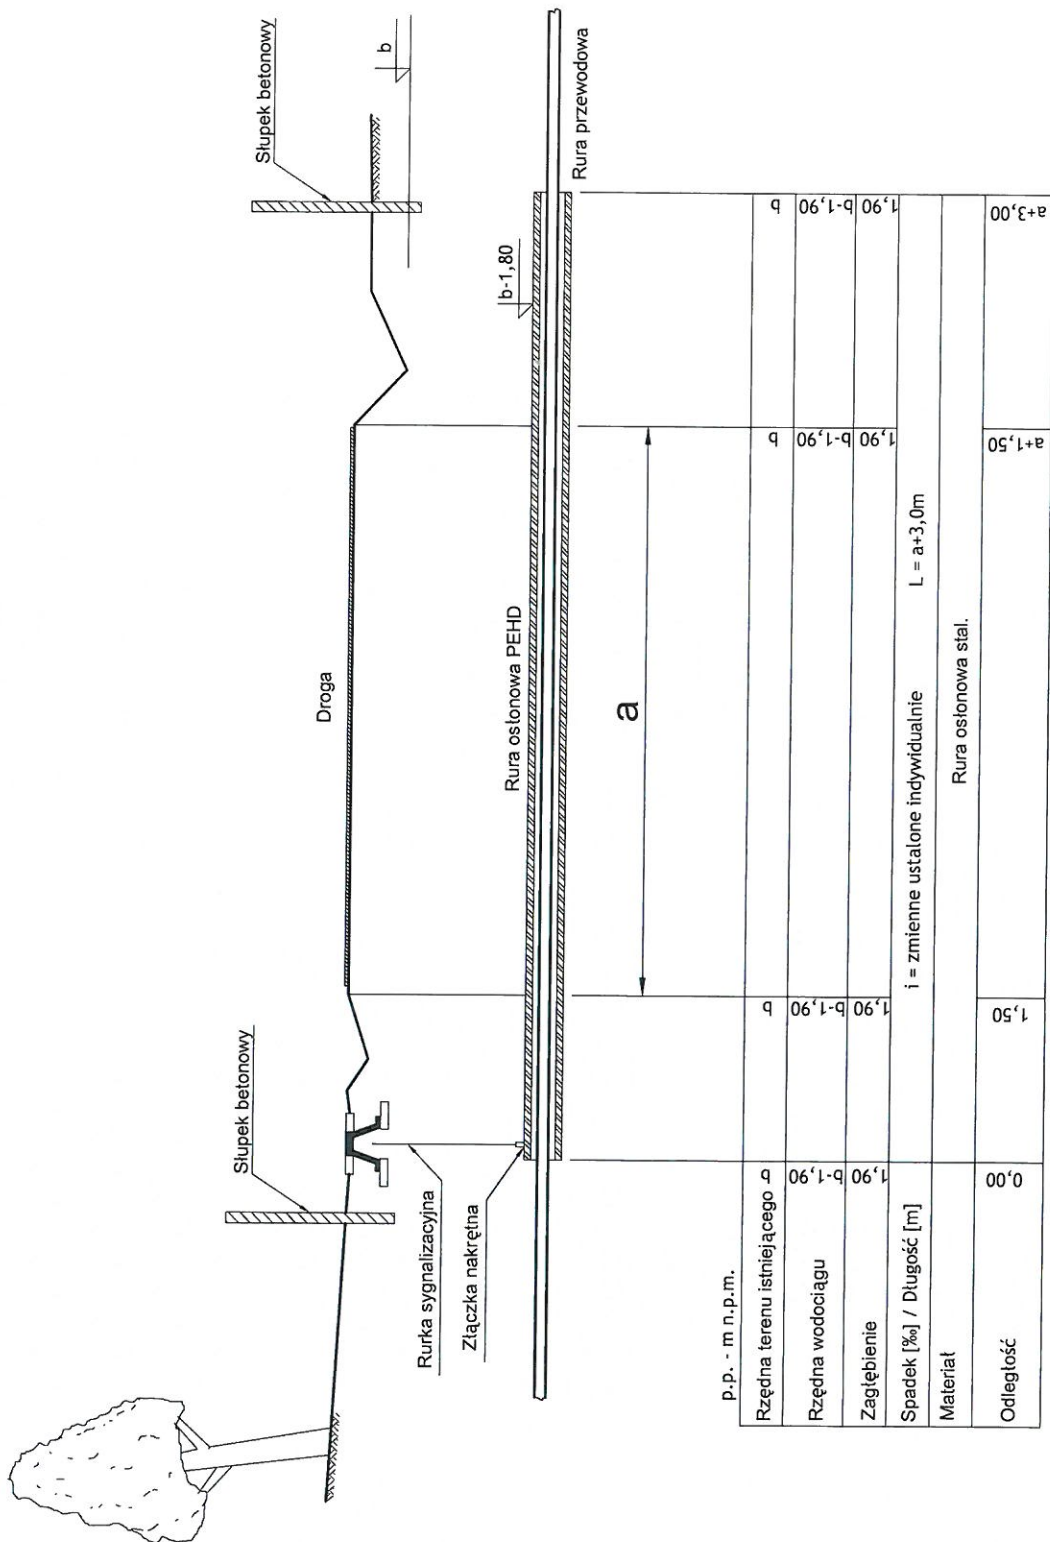 Słupek betonowy
b
Słupek betonowy
Droga
b-1,80
Rurka sygnalizacyjna
Złączka nakrętna
Rura osłonowa PEHD
Rura przewodowa
a
p.p. - m n.p.m.
Rzędna terenu istniejącego b b b b
Rzędna wodociągu b-1,90 b-1,90 b-1,90 b-1,90
Zagłębienie 1,90 1,90 1,90 1,90
Spadek [‰] / Długość [m] i = zmienne ustalone indywidualnie L = a+3,0m
Materiał Rura osłonowa stal.
Odległość 0,00 1,50 a+1,50 a+3,00